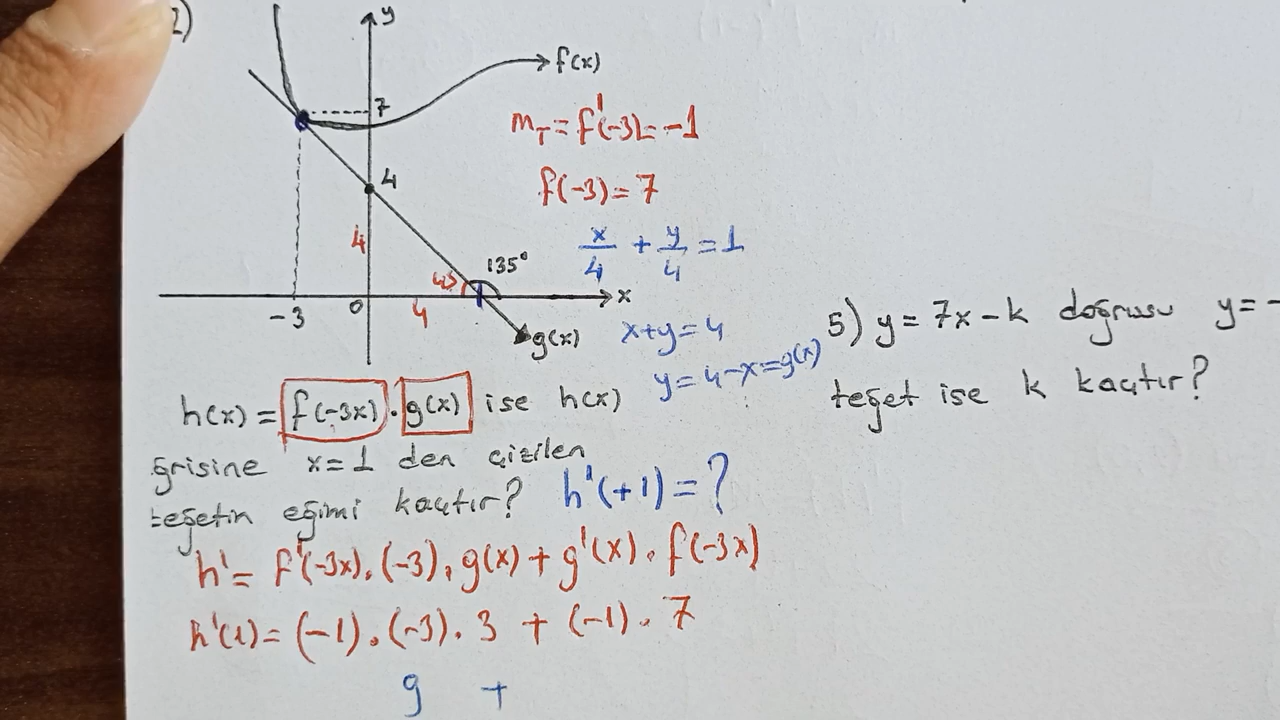 2)
y
f(x)
7
4
4
45
135°
-3
0
4
x
g(x)
m_T = f'(-3) = -1
f(-3) = 7
x/4 + y/4 = 1
x+y=4
y=4-x=g(x)
h(x) = f(-3x) . g(x) ise h(x)
ğrisine x=1 den çizilen
teğetin eğimi kaçtır? h'(+1) = ?
h' = f'(-3x).(-3).g(x) + g'(x).f(-3x)
h'(1) = (-1).(-3).3 + (-1).7
9 +
5) y = 7x - k doğrusu y = -
teğet ise k kaçtır?